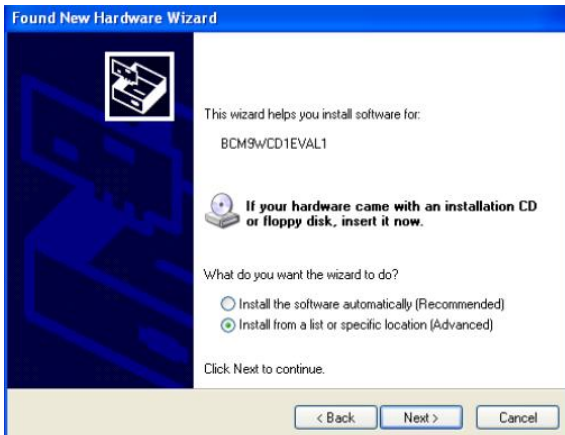 Found New Hardware Wizard
This wizard helps you install software for:
BCM9WCD1EVAL1
If your hardware came with an installation CD
or floppy disk, insert it now.
What do you want the wizard to do?
Install the software automatically (Recommended)
Install from a list or specific location (Advanced)
Click Next to continue.
< Back Next > Cancel